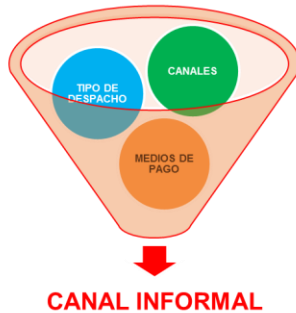 CANALES
TIPO DE
DESPACHO
MEDIOS DE
PAGO
CANAL INFORMAL